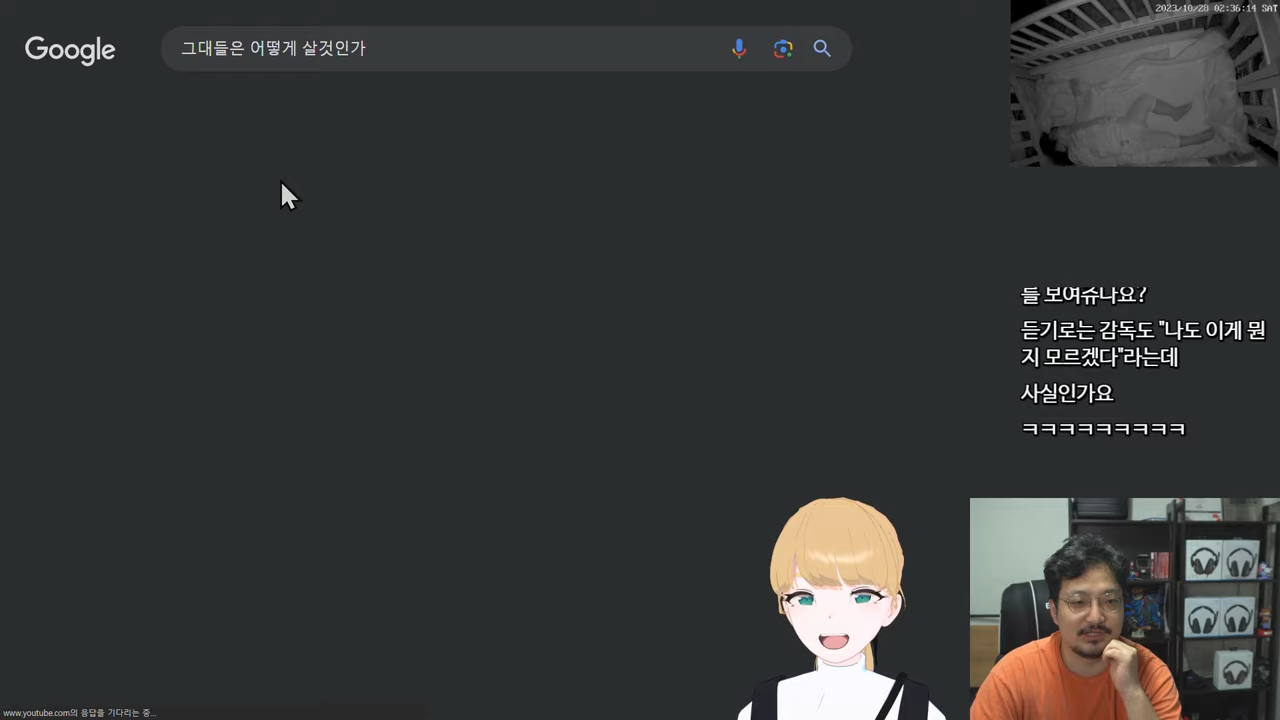 2023/10/28 02:36:14 SAT
Google
그대들은 어떻게 살것인가
들 보여쥬나요?
듣기로는 감독도 "나도 이게 뭔
지 모르겠다"라는데
사실인가요
ㅋㅋㅋㅋㅋㅋㅋㅋㅋ
www.youtube.com의 응답을 기다리는 중...